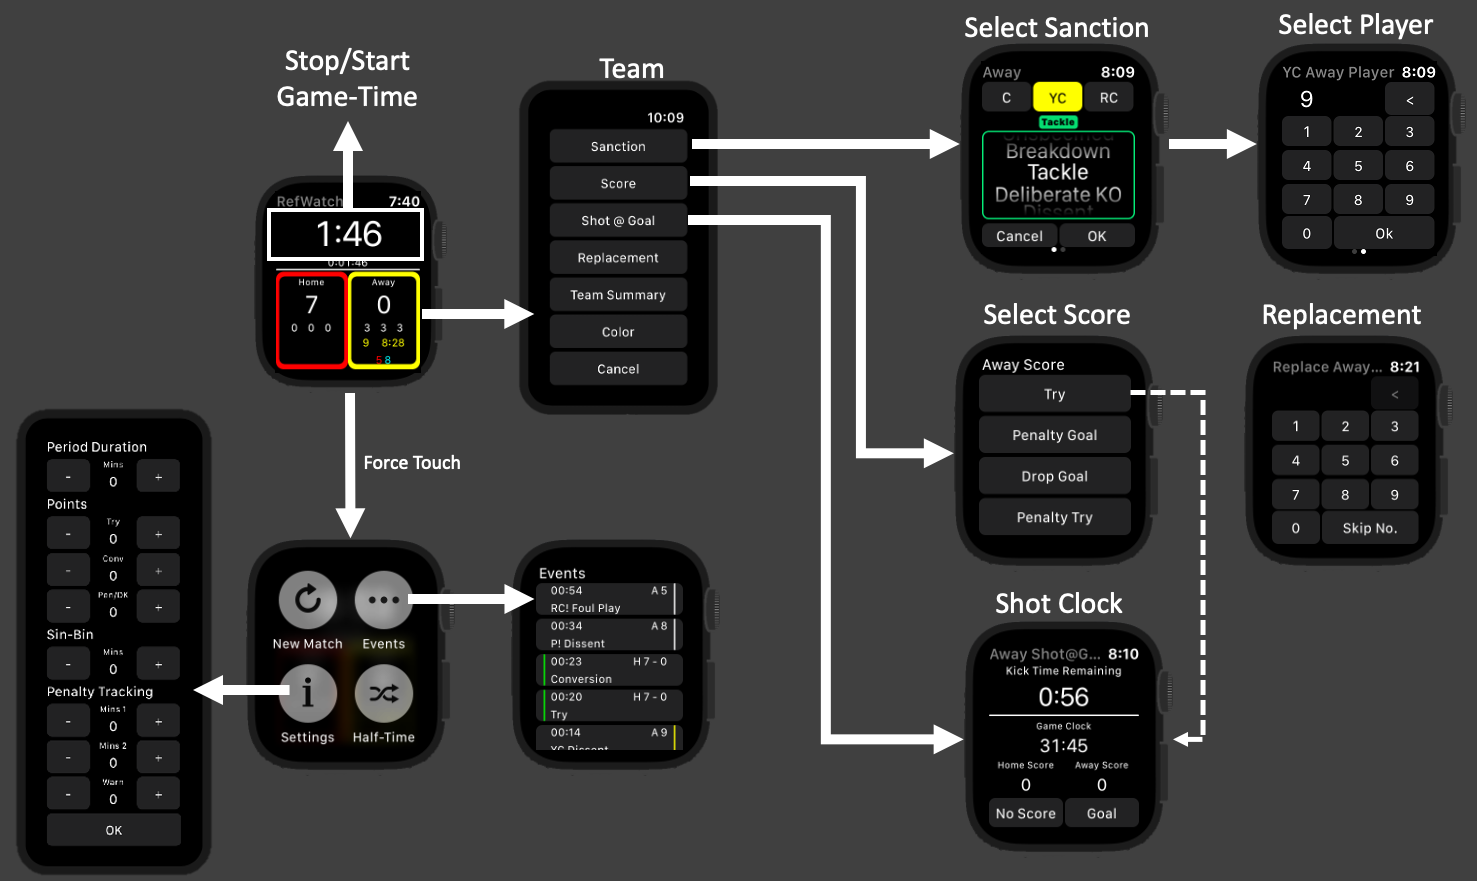 Stop/Start
Game-Time
RefWatch 7:40
1:46
0:01:46
Home
7
0 0 0
Away
0
3 3 3
9 8:28
5 8
Team
10:09
Sanction
Score
Shot @ Goal
Replacement
Team Summary
Color
Cancel
Select Sanction
Away 8:09
C YC RC
Tackle
Breakdown
Tackle
Deliberate KO
Dissent
Cancel OK
Select Player
YC Away Player 8:09
9 <
1 2 3
4 5 6
7 8 9
0 Ok
Select Score
Away Score
Try
Penalty Goal
Drop Goal
Penalty Try
Replacement
Replace Away... 8:21
<
1 2 3
4 5 6
7 8 9
0 Skip No.
Force Touch
Period Duration
Mins
- 0 +
Points
Try
- 0 +
Conv
- 0 +
Pen/DK
- 0 +
Sin-Bin
Mins
- 0 +
Penalty Tracking
Mins 1
- 0 +
Mins 2
- 0 +
Warn
- 0 +
OK
New Match Events
i
Settings Half-Time
Events
00:54 A 5
RC! Foul Play
00:34 A 8
P! Dissent
00:23 H 7 - 0
Conversion
00:20 H 7 - 0
Try
00:14 A 9
YC Dissent
Shot Clock
Away Shot@G... 8:10
Kick Time Remaining
0:56
Game Clock
31:45
Home Score Away Score
0 0
No Score Goal